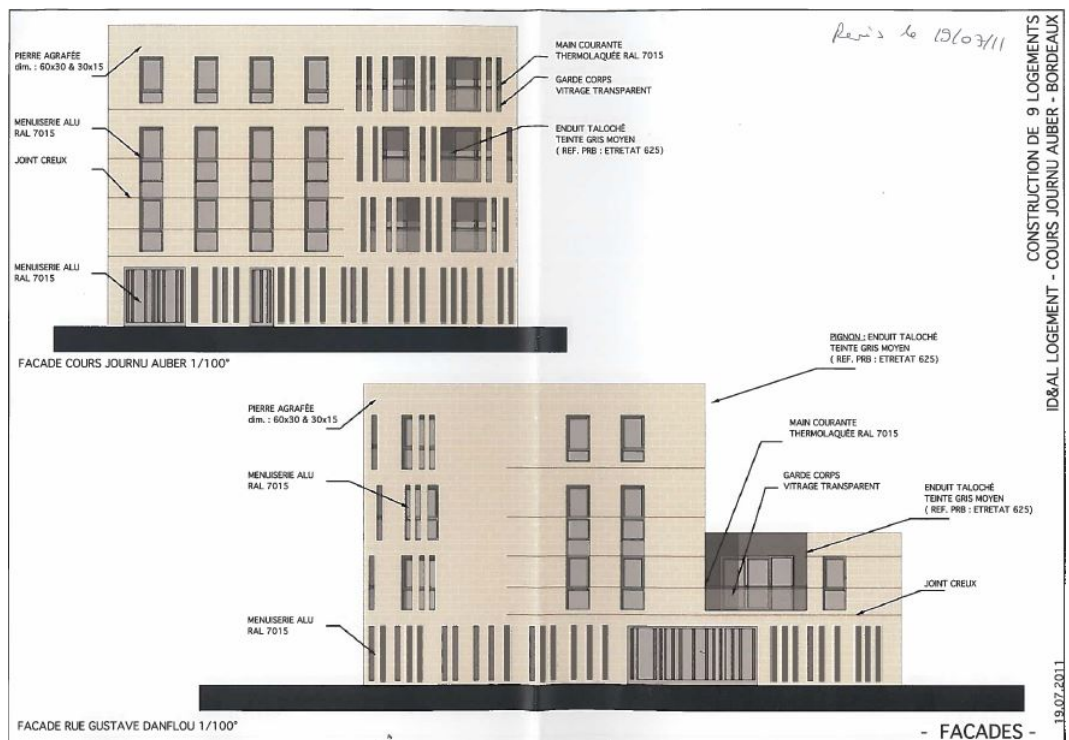 PIERRE AGRAFÉE
dim. : 60x30 & 30x15
MENUISERIE ALU
RAL 7015
JOINT CREUX
MENUISERIE ALU
RAL 7015
MAIN COURANTE
THERMOLAQUÉE RAL 7015
GARDE CORPS
VITRAGE TRANSPARENT
ENDUIT TALOCHÉ
TEINTE GRIS MOYEN
( REF. PRB : ETRETAT 625)
le 19/07/11
CONSTRUCTION DE 9 LOGEMENTS
ID&AL LOGEMENT - COURS JOURNU AUBER - BORDEAUX
FACADE COURS JOURNU AUBER 1/100°
PIGNON : ENDUIT TALOCHÉ
TEINTE GRIS MOYEN
( REF. PRB : ETRETAT 625)
PIERRE AGRAFÉE
dim. : 60x30 & 30x15
MENUISERIE ALU
RAL 7015
MENUISERIE ALU
RAL 7015
MAIN COURANTE
THERMOLAQUÉE RAL 7015
GARDE CORPS
VITRAGE TRANSPARENT
ENDUIT TALOCHÉ
TEINTE GRIS MOYEN
( REF. PRB : ETRETAT 625)
JOINT CREUX
FACADE RUE GUSTAVE DANFLOU 1/100°
- FACADES -
19.07.2011